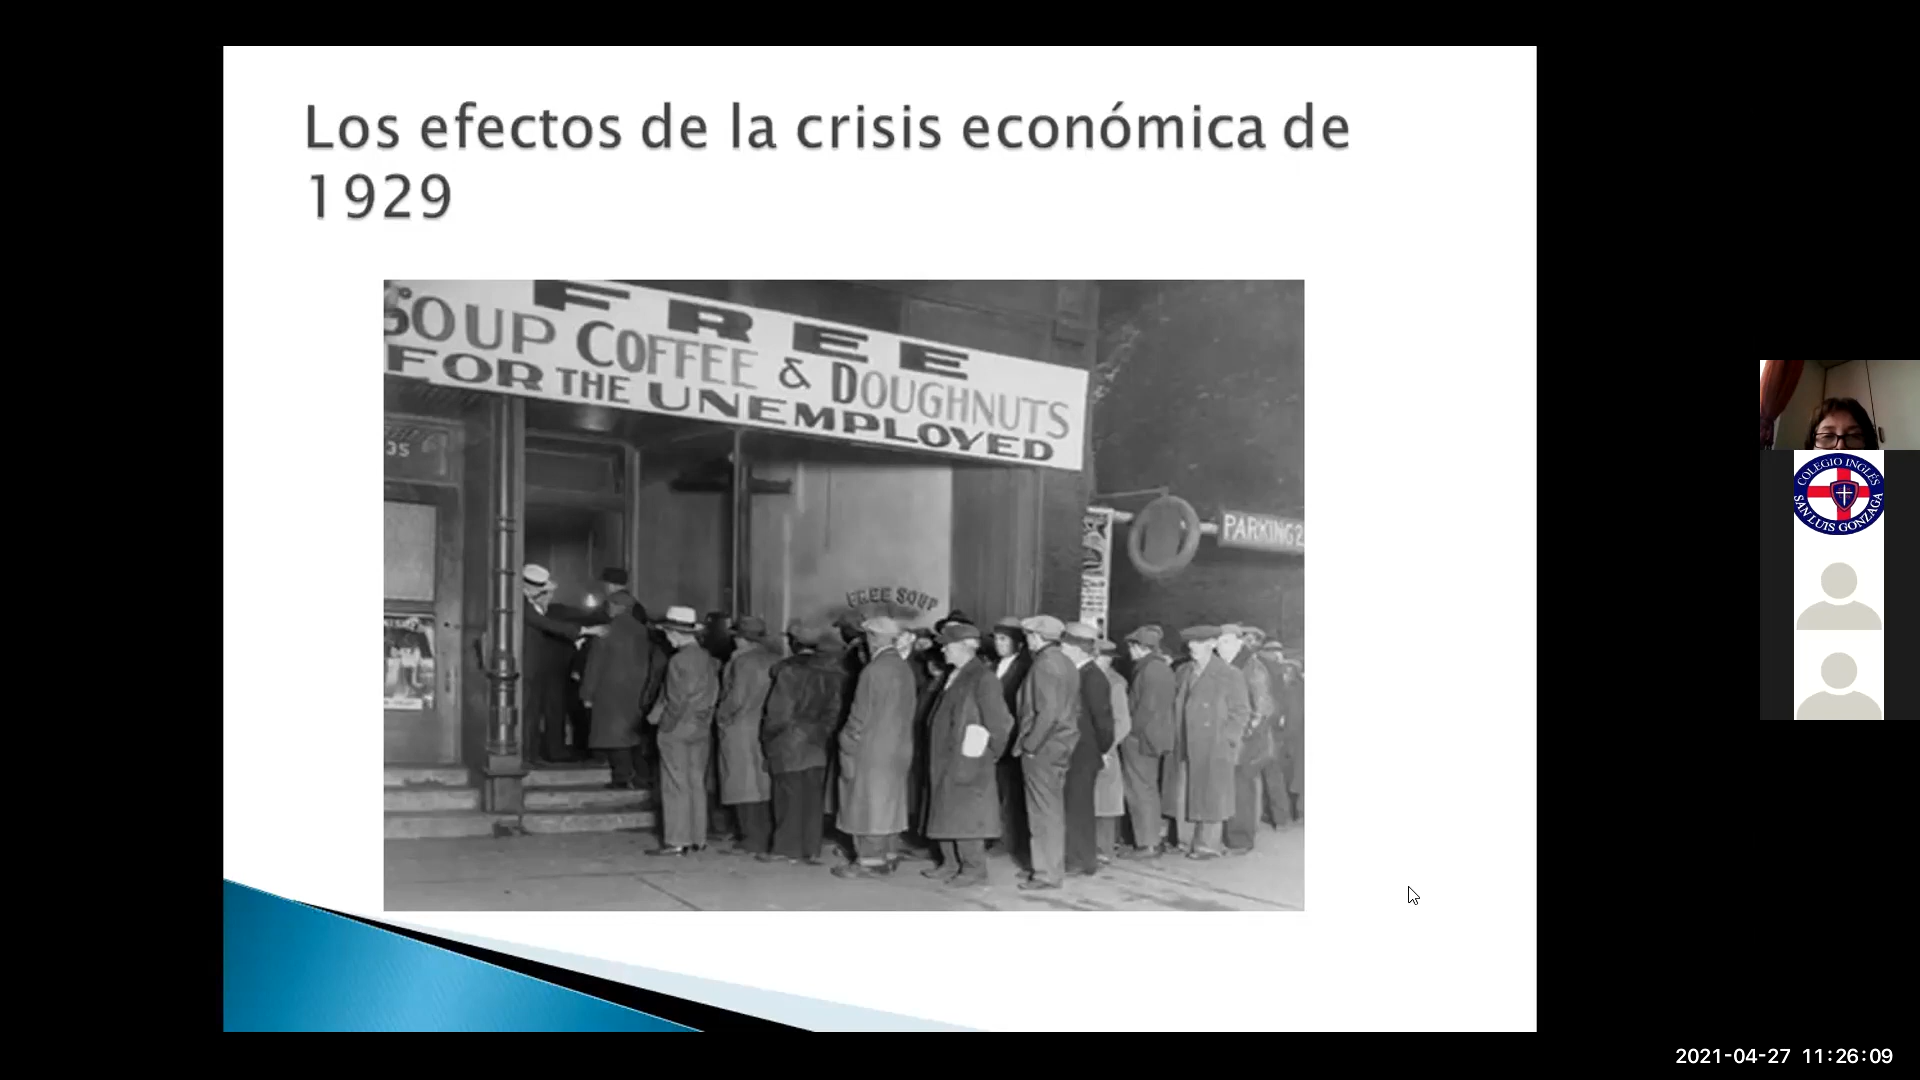 Los efectos de la crisis económica de
1929
FREE
SOUP COFFEE & DOUGHNUTS
FOR THE UNEMPLOYED
FREE SOUP
PARKING 2
COLEGIO INGLÉS
SAN LUIS GONZAGA
2021-04-27 11:26:09